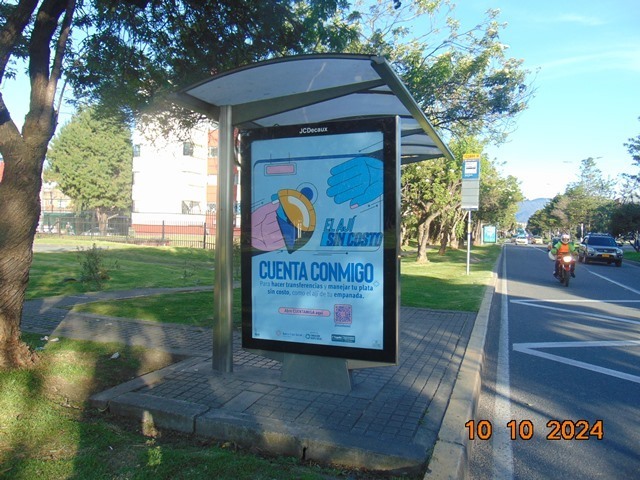 JCDecaux
EL AJÍ
SIN COSTO
CUENTA CONMIGO
Para hacer transferencias y manejar tu plata
sin costo, como el ají de tu empanada.
10 10 2024